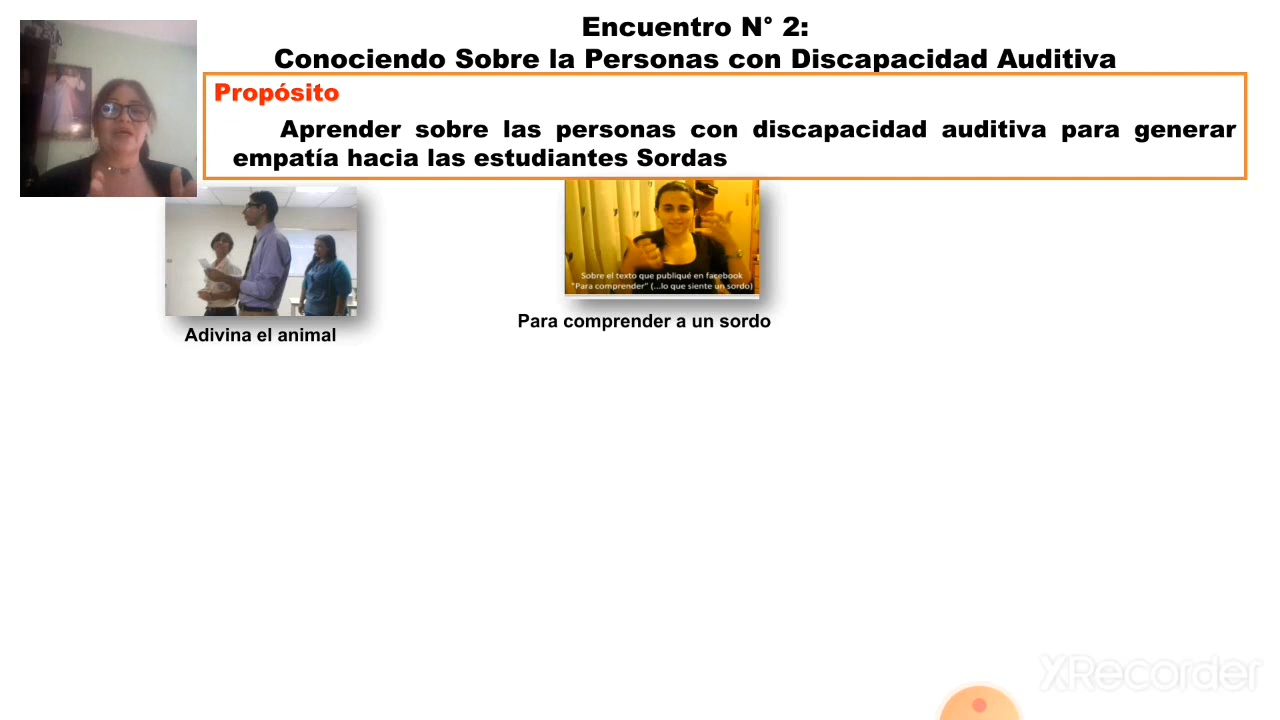 Encuentro N° 2:
Conociendo Sobre la Personas con Discapacidad Auditiva
Propósito
Aprender sobre las personas con discapacidad auditiva para generar
empatía hacia las estudiantes Sordas
Sobre el texto que publiqué en facebook
"Para comprender" (...lo que siente un sordo)
Adivina el animal
Para comprender a un sordo
XRecorder